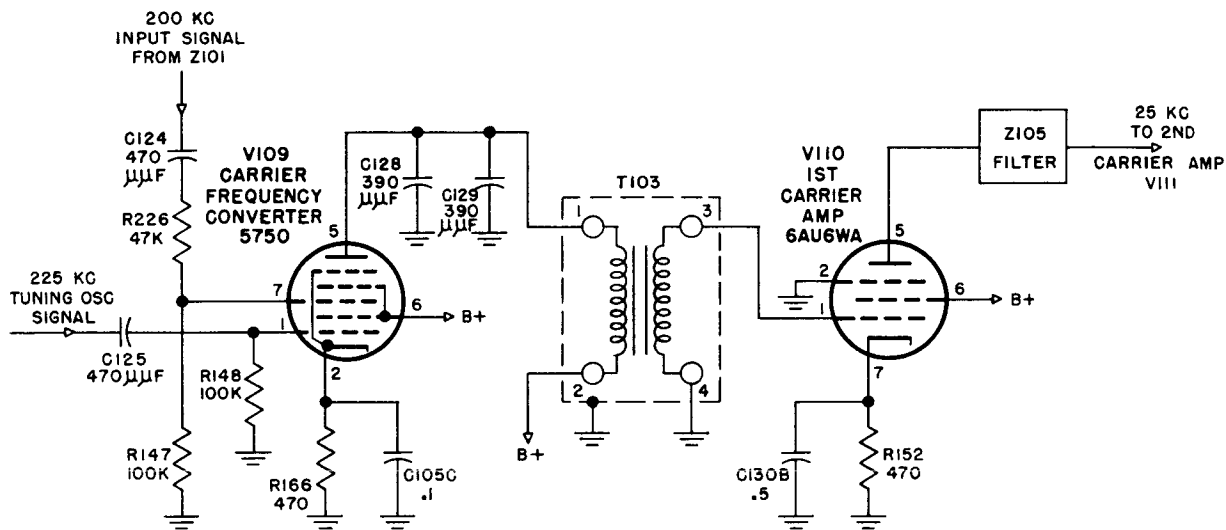 200 KC
INPUT SIGNAL
FROM Z101
C124
470
μμF
R226
47K
225 KC
TUNING OSC
SIGNAL
C125
470μμF
R148
100K
R147
100K
V109
CARRIER
FREQUENCY
CONVERTER
5750
5
7
1
6
2
B+
R166
470
C105C
.1
C128
390
μμF
C129
390
μμF
T103
1
3
2
4
B+
V110
1ST
CARRIER
AMP
6AU6WA
5
2
1
6
7
B+
C130B
.5
R152
470
Z105
FILTER
25 KC
TO 2ND
CARRIER AMP
V111